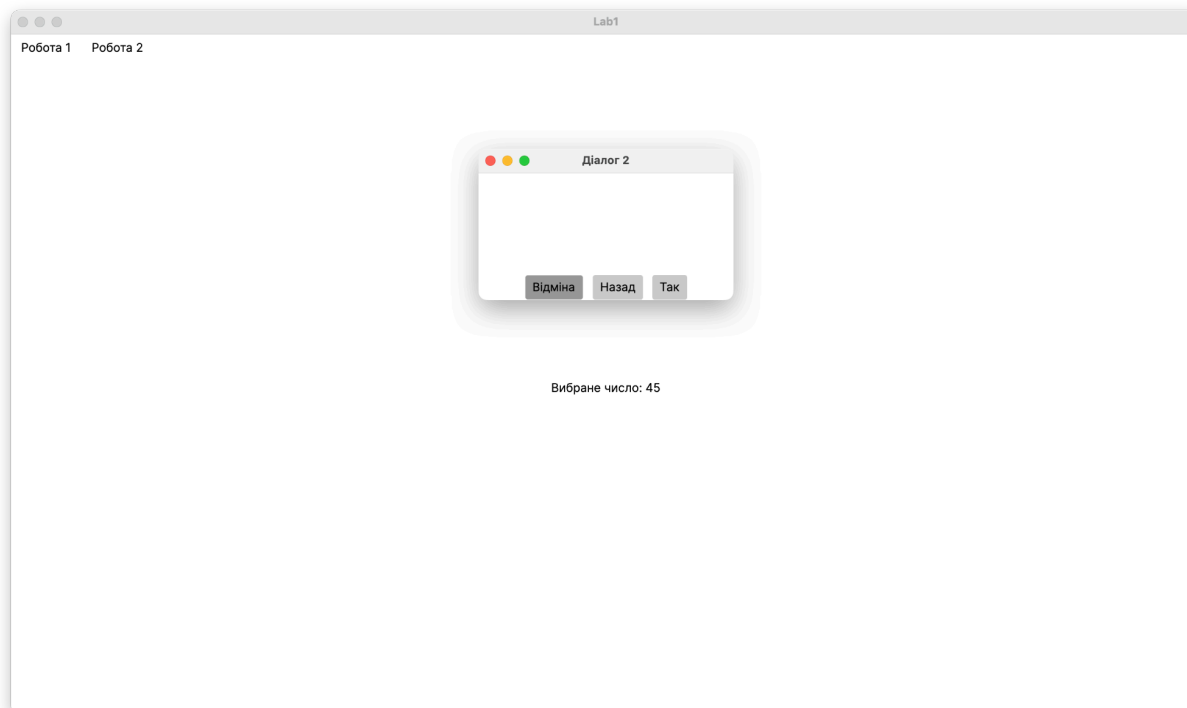 Lab1
Робота 1 Робота 2
Діалог 2
Відміна Назад Так
Вибране число: 45